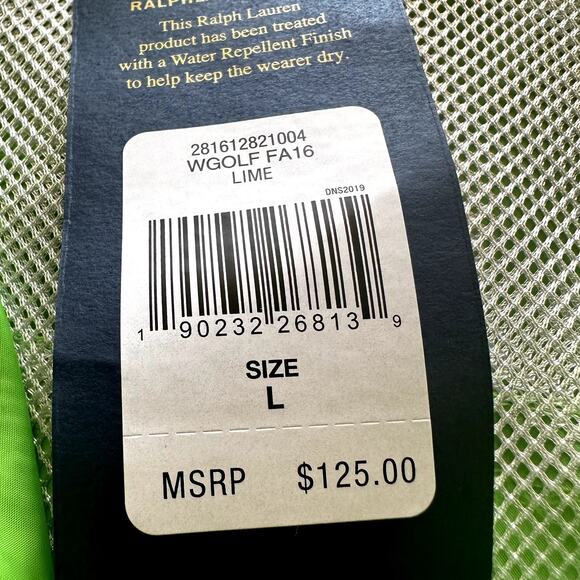 This Ralph Lauren
product has been treated
with a Water Repellent Finish
to help keep the wearer dry.
281612821004
WGOLF FA16
LIME
DNS2019
1 90232 26813 9
SIZE
L
MSRP $125.00